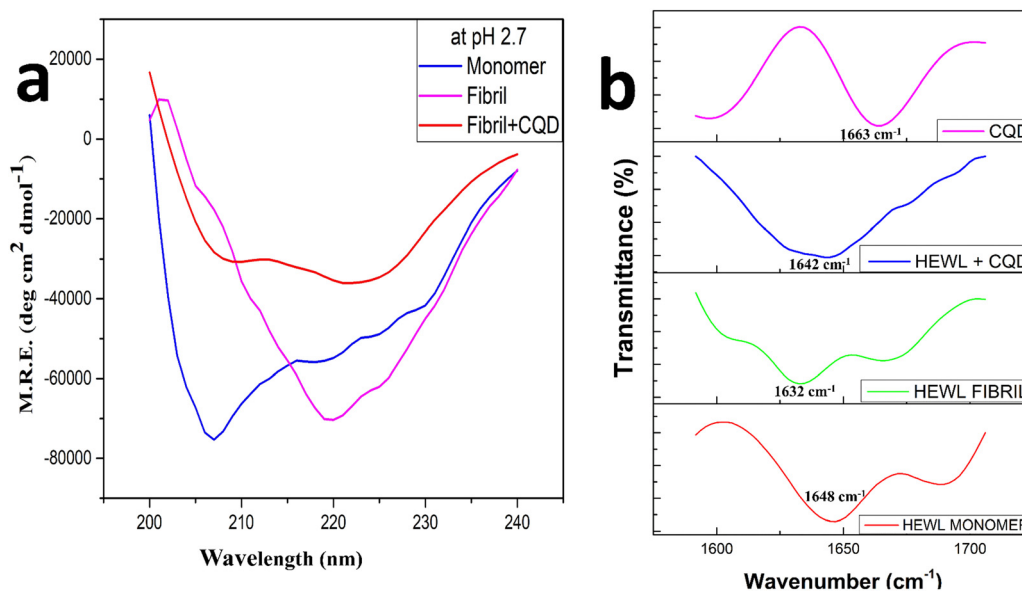 a
at pH 2.7
Monomer
Fibril
Fibril+CQD
M.R.E. (deg cm² dmol⁻¹)
20000
10000
0
-20000
-40000
-60000
-80000
200
210
220
230
240
Wavelength (nm)
b
1663 cm⁻¹
CQD
1642 cm⁻¹
HEWL + CQD
1632 cm⁻¹
HEWL FIBRIL
1648 cm⁻¹
HEWL MONOMER
Transmittance (%)
1600
1650
1700
Wavenumber (cm⁻¹)